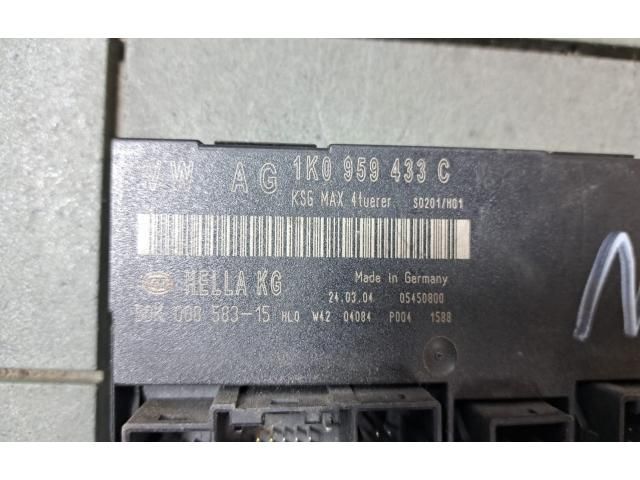 VW AG 1K0 959 433 C
KSG MAX 4tuerer S0201/H01
HELLA KG Made in Germany
24.03.04 05450800
5DK 008 583-15 HLO W42 04084 P004 1588